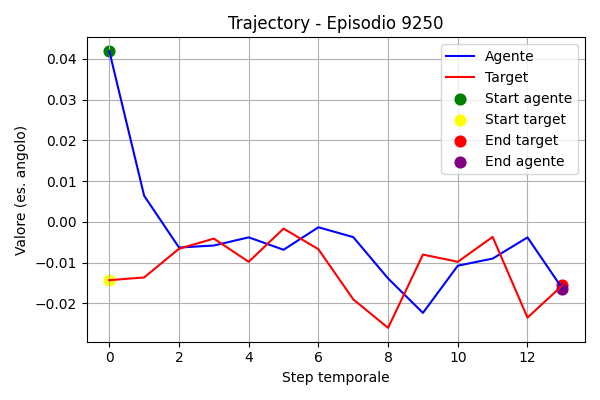 Trajectory - Episodio 9250
Valore (es. angolo)
0.04
0.03
0.02
0.01
0.00
−0.01
−0.02
Agente
Target
Start agente
Start target
End target
End agente
0 2 4 6 8 10 12
Step temporale